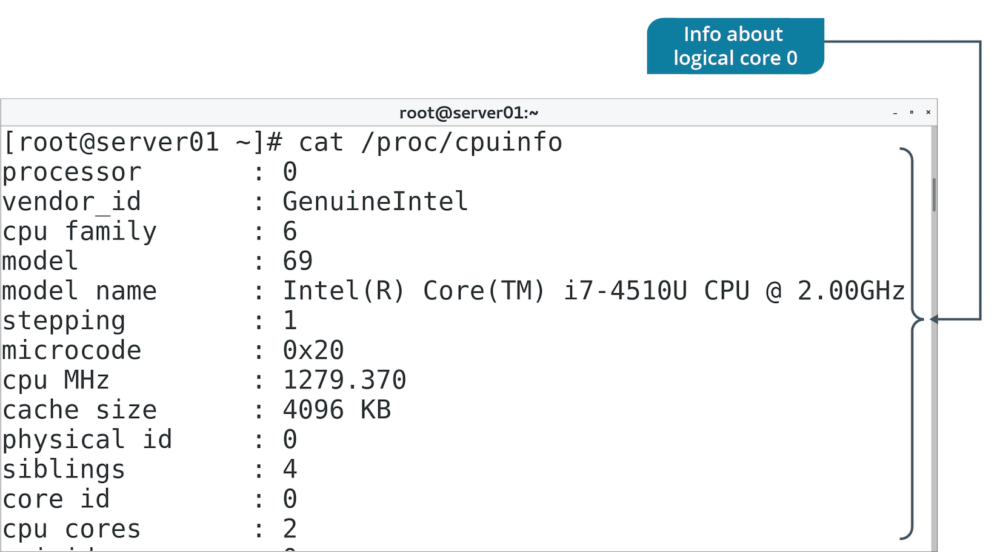 Info about
logical core 0
root@server01:~
[root@server01 ~]# cat /proc/cpuinfo
processor : 0
vendor_id : GenuineIntel
cpu family : 6
model : 69
model name : Intel(R) Core(TM) i7-4510U CPU @ 2.00GHz
stepping : 1
microcode : 0x20
cpu MHz : 1279.370
cache size : 4096 KB
physical id : 0
siblings : 4
core id : 0
cpu cores : 2